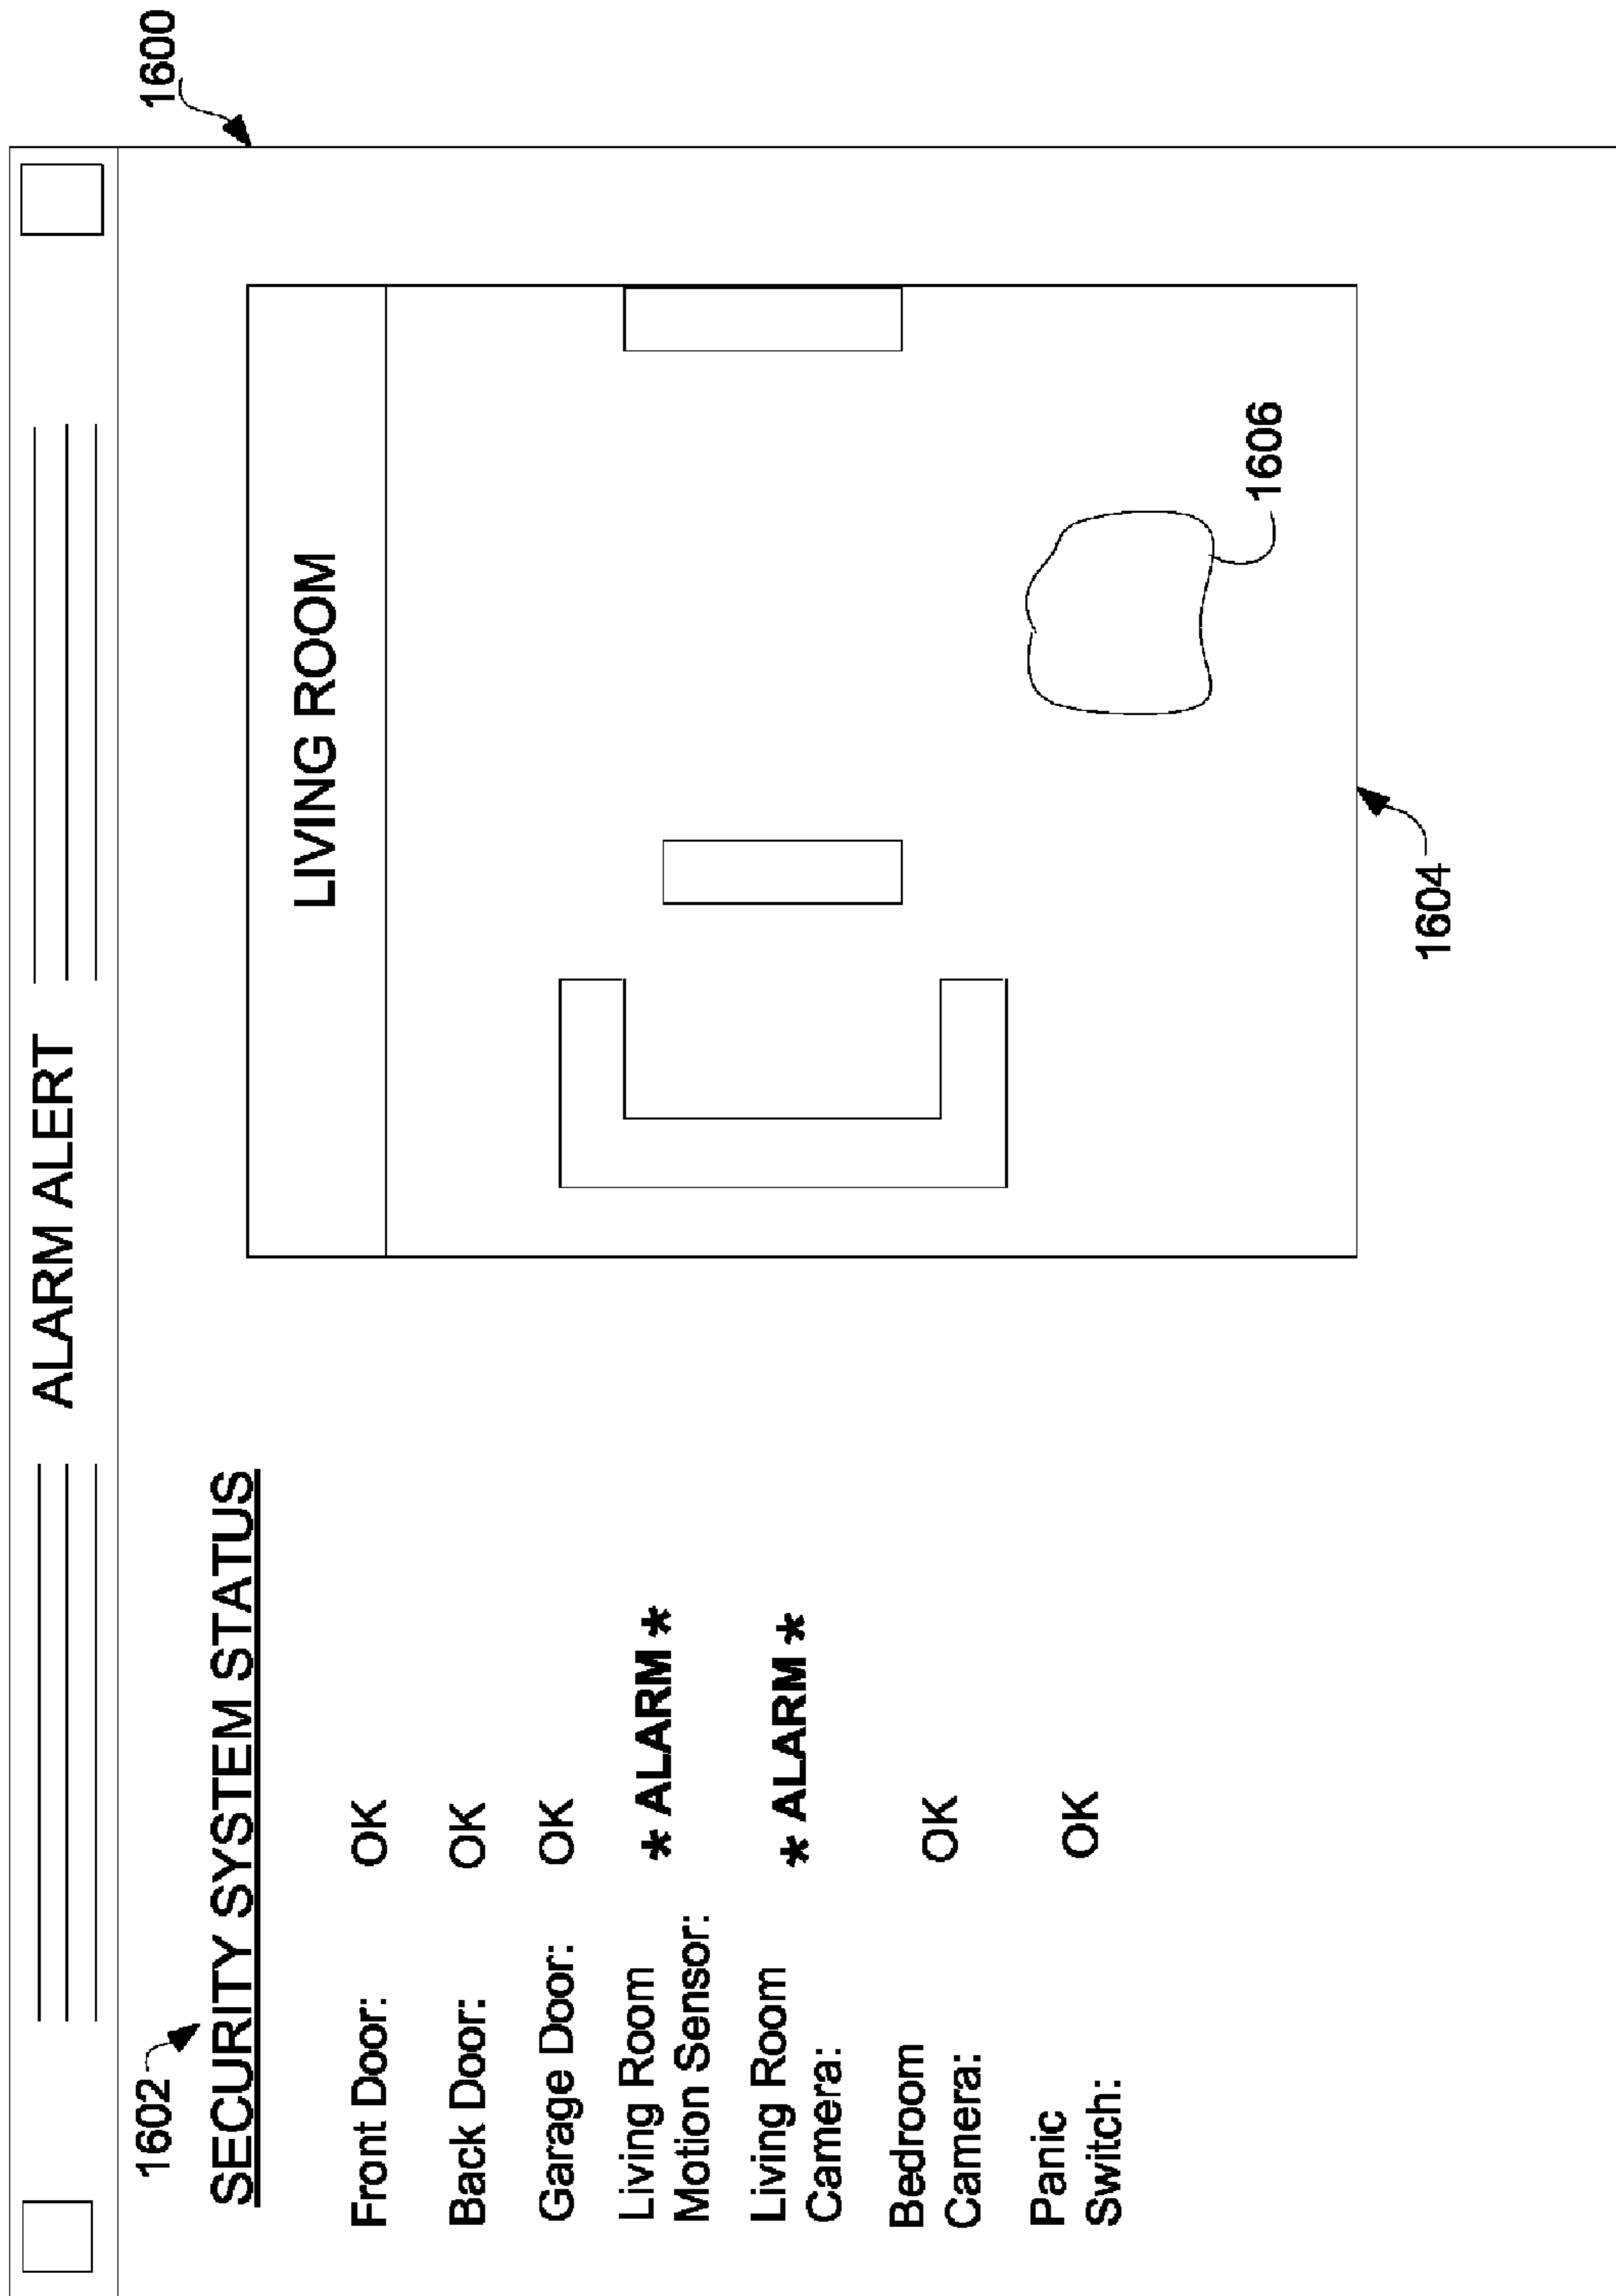 ALARM ALERT
1600
1602
SECURITY SYSTEM STATUS
Front Door: OK
Back Door: OK
Garage Door: OK
Living Room * ALARM *
Motion Sensor:
Living Room * ALARM *
Camera:
Bedroom OK
Camera:
Panic OK
Switch:
LIVING ROOM
1606
1604